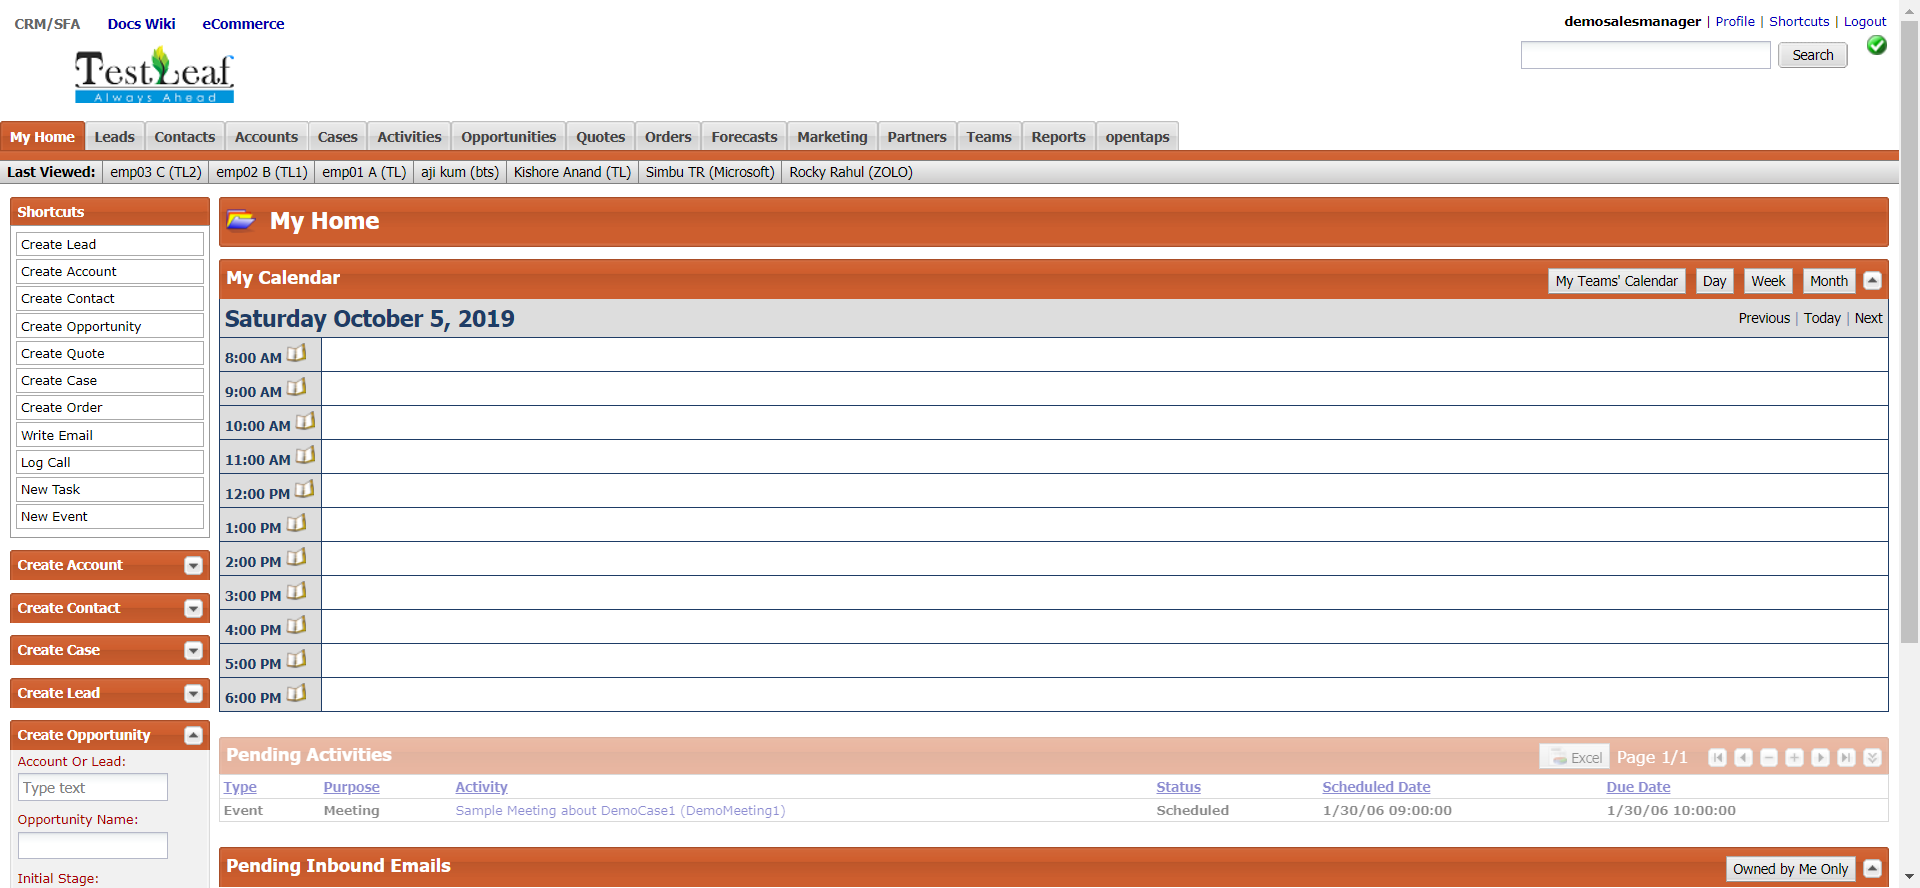 CRM/SFA Docs Wiki eCommerce
demosalesmanager | Profile | Shortcuts | Logout
Search
TestLeaf
Always Ahead
My Home Leads Contacts Accounts Cases Activities Opportunities Quotes Orders Forecasts Marketing Partners Teams Reports opentaps
Last Viewed: emp03 C (TL2) emp02 B (TL1) emp01 A (TL) aji kum (bts) Kishore Anand (TL) Simbu TR (Microsoft) Rocky Rahul (ZOLO)
Shortcuts
Create Lead
Create Account
Create Contact
Create Opportunity
Create Quote
Create Case
Create Order
Write Email
Log Call
New Task
New Event
Create Account
Create Contact
Create Case
Create Lead
Create Opportunity
Account Or Lead:
Type text
Opportunity Name:
Initial Stage:
My Home
My Calendar
My Teams' Calendar Day Week Month
Saturday October 5, 2019
Previous | Today | Next
8:00 AM
9:00 AM
10:00 AM
11:00 AM
12:00 PM
1:00 PM
2:00 PM
3:00 PM
4:00 PM
5:00 PM
6:00 PM
Pending Activities
Excel Page 1/1
Type Purpose Activity Status Scheduled Date Due Date
Event Meeting Sample Meeting about DemoCase1 (DemoMeeting1) Scheduled 1/30/06 09:00:00 1/30/06 10:00:00
Pending Inbound Emails
Owned by Me Only